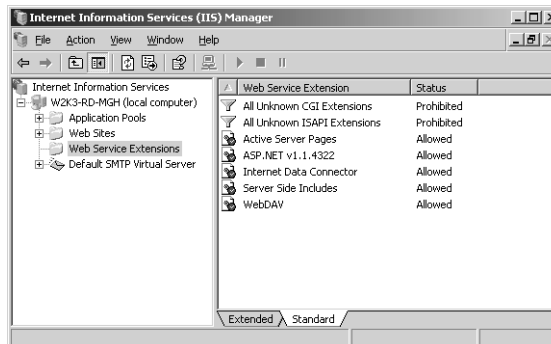 Internet Information Services (IIS) Manager
File Action View Window Help
Internet Information Services
W2K3-RD-MGH (local computer)
Application Pools
Web Sites
Web Service Extensions
Default SMTP Virtual Server
Web Service Extension Status
All Unknown CGI Extensions Prohibited
All Unknown ISAPI Extensions Prohibited
Active Server Pages Allowed
ASP.NET v1.1.4322 Allowed
Internet Data Connector Allowed
Server Side Includes Allowed
WebDAV Allowed
Extended Standard